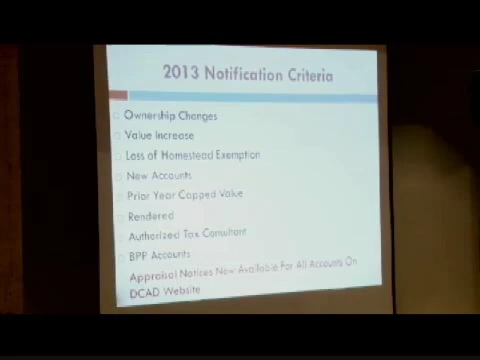 2013 Notification Criteria
Ownership Changes
Value Increase
Loss of Homestead Exemption
New Accounts
Prior Year Capped Value
Rendered
Authorized Tax Consultant
BPP Accounts
Appraisal Notices Now Available For All Accounts On
DCAD Website